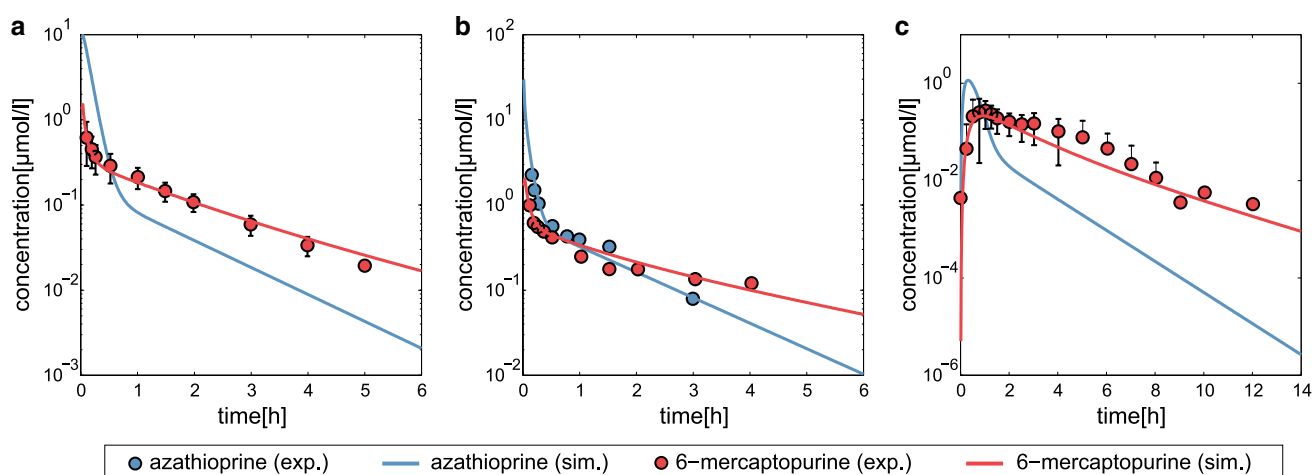 a
b
c
concentration[µmol/l]
10^1
10^0
10^−1
10^−2
10^−3
0 1 2 3 4 5 6
time[h]
concentration[µmol/l]
10^2
10^1
10^0
10^−1
10^−2
0 1 2 3 4 5 6
time[h]
concentration[µmol/l]
10^0
10^−2
10^−4
10^−6
0 2 4 6 8 10 12 14
time[h]
azathioprine (exp.) azathioprine (sim.) 6−mercaptopurine (exp.) 6−mercaptopurine (sim.)